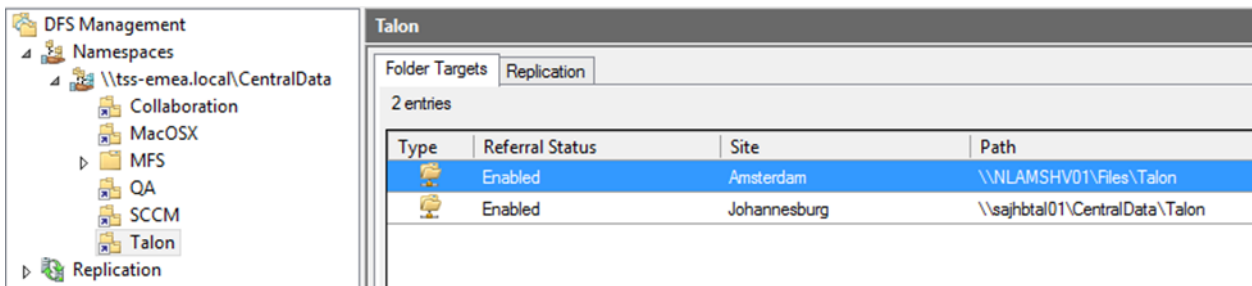 DFS Management
Namespaces
\\tss-emea.local\CentralData
Collaboration
MacOSX
MFS
QA
SCCM
Talon
Replication
Talon
Folder Targets Replication
2 entries
Type Referral Status Site Path
Enabled Amsterdam \\NLAMSHV01\Files\Talon
Enabled Johannesburg \\sajhbtal01\CentralData\Talon